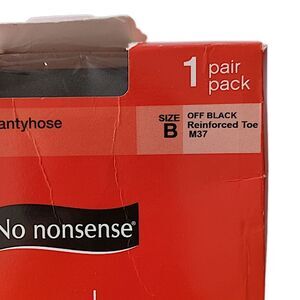 1 pair
pack
antyhose
SIZE
B
OFF BLACK
Reinforced Toe
M37
No nonsense®